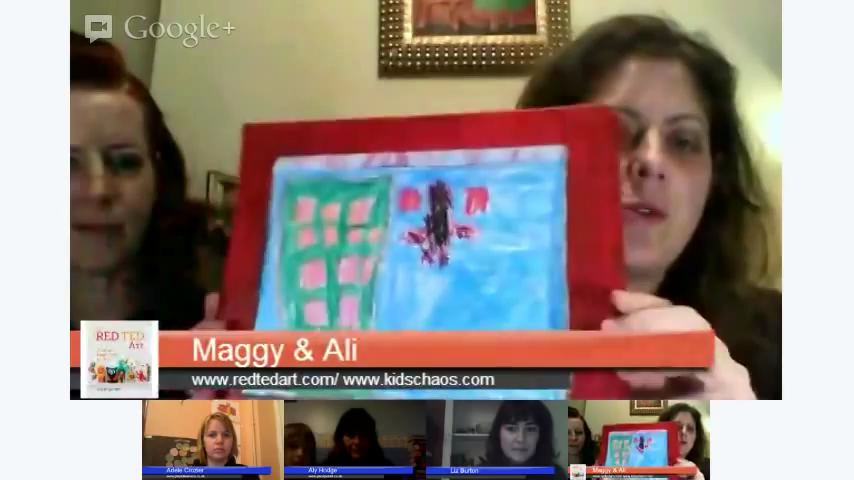 Google+
RED TED
Art
Maggy & Ali
www.redtedart.com/ www.kidschaos.com
Adele Crozier
Aly Hodge
Liz Burton
Maggy & Ali